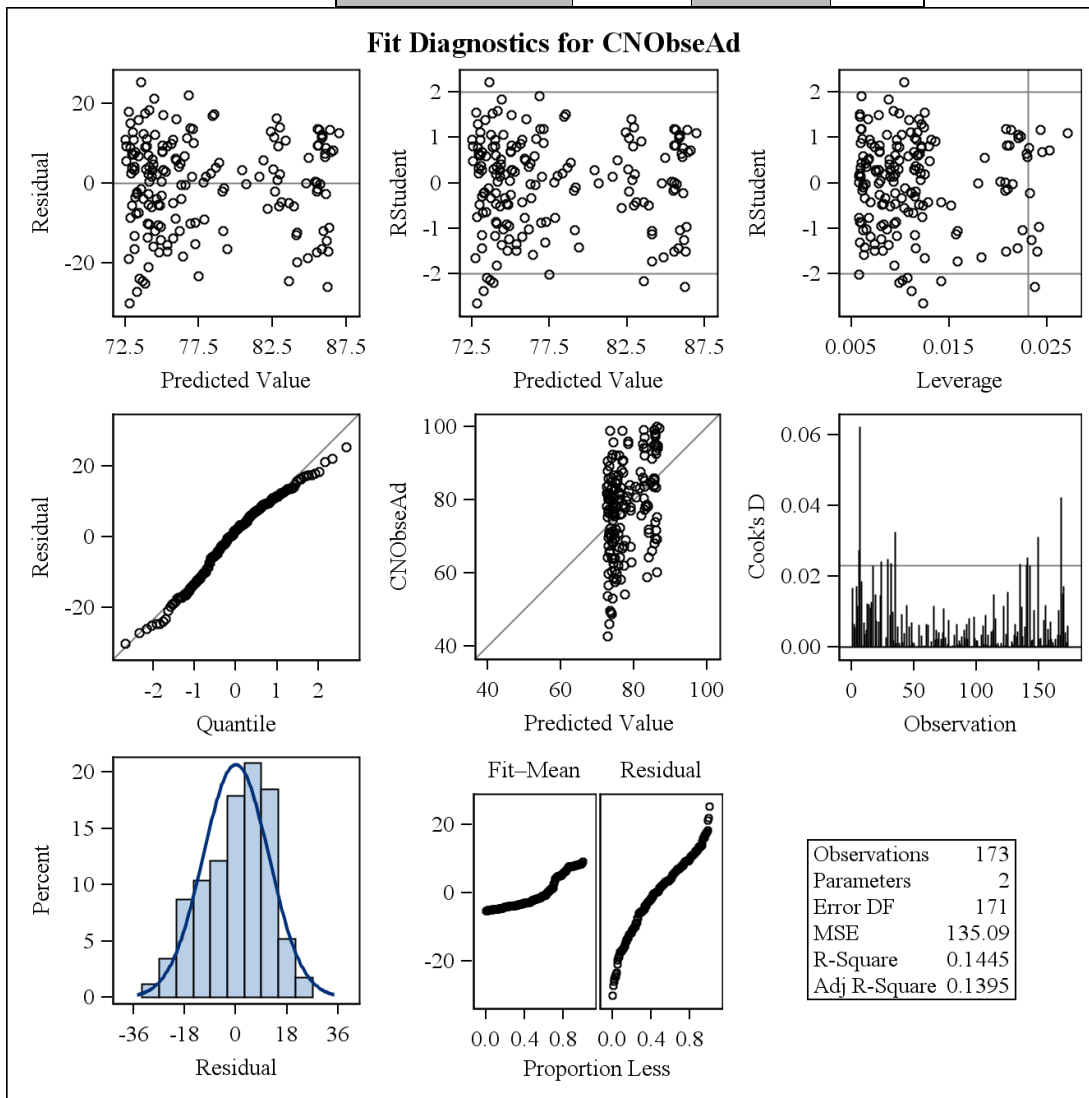 Fit Diagnostics for CNObseAd
20
0
-20
Residual
72.5 77.5 82.5 87.5
Predicted Value
2
1
0
-1
-2
RStudent
72.5 77.5 82.5 87.5
Predicted Value
2
1
0
-1
-2
RStudent
0.005 0.015 0.025
Leverage
20
0
-20
Residual
-2 -1 0 1 2
Quantile
100
80
60
40
CNObseAd
40 60 80 100
Predicted Value
0.06
0.04
0.02
0.00
Cook's D
0 50 100 150
Observation
20
15
10
5
0
Percent
-36 -18 0 18 36
Residual
Fit–Mean Residual
20
0
-20
0.0 0.4 0.8 0.0 0.4 0.8
Proportion Less
Observations 173
Parameters 2
Error DF 171
MSE 135.09
R-Square 0.1445
Adj R-Square 0.1395